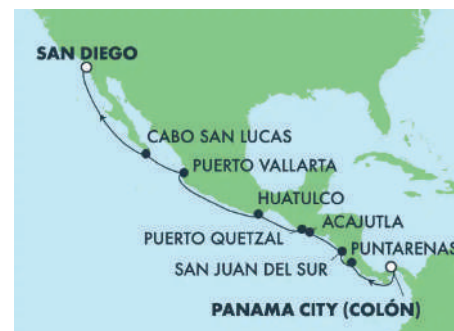 SAN DIEGO
CABO SAN LUCAS
PUERTO VALLARTA
HUATULCO
ACAJUTLA
PUERTO QUETZAL
PUNTARENAS
SAN JUAN DEL SUR
PANAMA CITY (COLÓN)